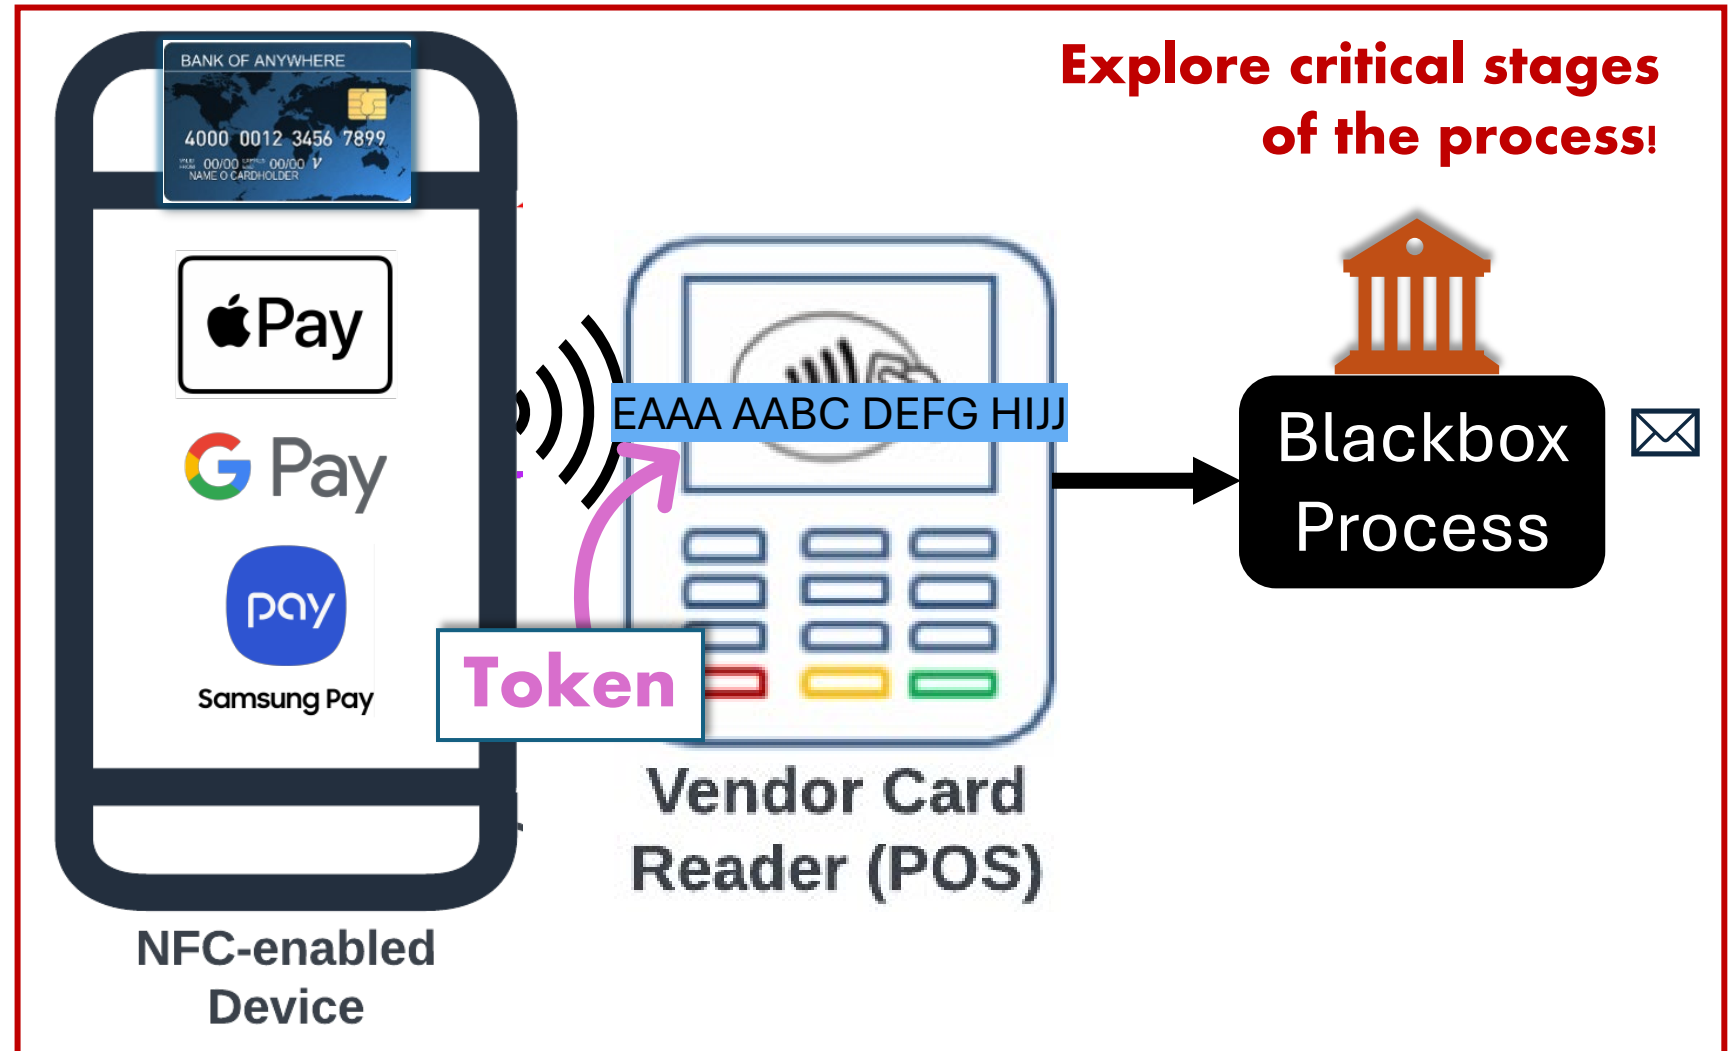 BANK OF ANYWHERE
4000 0012 3456 7899
00/00 00/00 V
NAME O CARDHOLDER
Pay
G Pay
pay
Samsung Pay
NFC-enabled
Device
EAAA AABC DEFG HIJJ
Token
Vendor Card
Reader (POS)
Explore critical stages
of the process!
Blackbox
Process